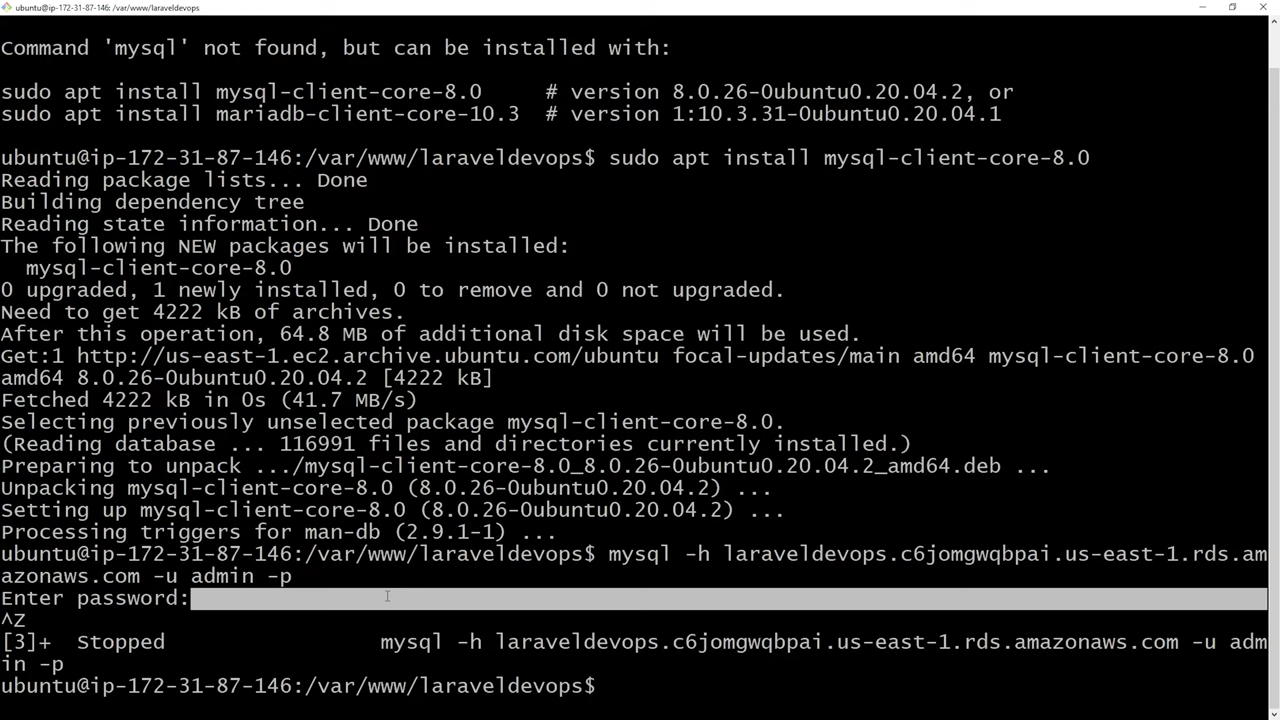 ubuntu@ip-172-31-87-146: /var/www/laraveldevops
Command 'mysql' not found, but can be installed with:
sudo apt install mysql-client-core-8.0     # version 8.0.26-0ubuntu0.20.04.2, or
sudo apt install mariadb-client-core-10.3  # version 1:10.3.31-0ubuntu0.20.04.1
ubuntu@ip-172-31-87-146:/var/www/laraveldevops$ sudo apt install mysql-client-core-8.0
Reading package lists... Done
Building dependency tree
Reading state information... Done
The following NEW packages will be installed:
  mysql-client-core-8.0
0 upgraded, 1 newly installed, 0 to remove and 0 not upgraded.
Need to get 4222 kB of archives.
After this operation, 64.8 MB of additional disk space will be used.
Get:1 http://us-east-1.ec2.archive.ubuntu.com/ubuntu focal-updates/main amd64 mysql-client-core-8.0
amd64 8.0.26-0ubuntu0.20.04.2 [4222 kB]
Fetched 4222 kB in 0s (41.7 MB/s)
Selecting previously unselected package mysql-client-core-8.0.
(Reading database ... 116991 files and directories currently installed.)
Preparing to unpack .../mysql-client-core-8.0_8.0.26-0ubuntu0.20.04.2_amd64.deb ...
Unpacking mysql-client-core-8.0 (8.0.26-0ubuntu0.20.04.2) ...
Setting up mysql-client-core-8.0 (8.0.26-0ubuntu0.20.04.2) ...
Processing triggers for man-db (2.9.1-1) ...
ubuntu@ip-172-31-87-146:/var/www/laraveldevops$ mysql -h laraveldevops.c6jomgwqbpai.us-east-1.rds.am
azonaws.com -u admin -p
Enter password:
^Z
[3]+  Stopped                 mysql -h laraveldevops.c6jomgwqbpai.us-east-1.rds.amazonaws.com -u adm
in -p
ubuntu@ip-172-31-87-146:/var/www/laraveldevops$